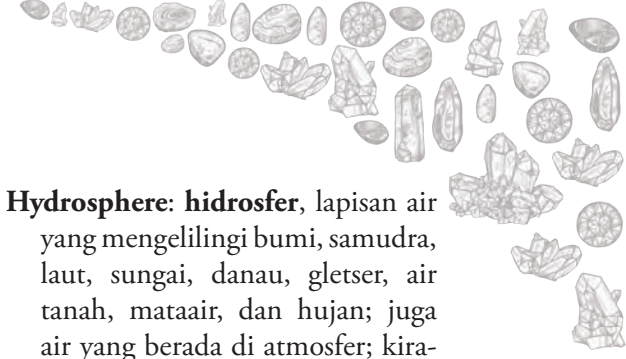 Hydrosphere: hidrosfer, lapisan air
yang mengelilingi bumi, samudra,
laut, sungai, danau, gletser, air
tanah, mataair, dan hujan; juga
air yang berada di atmosfer; kira-